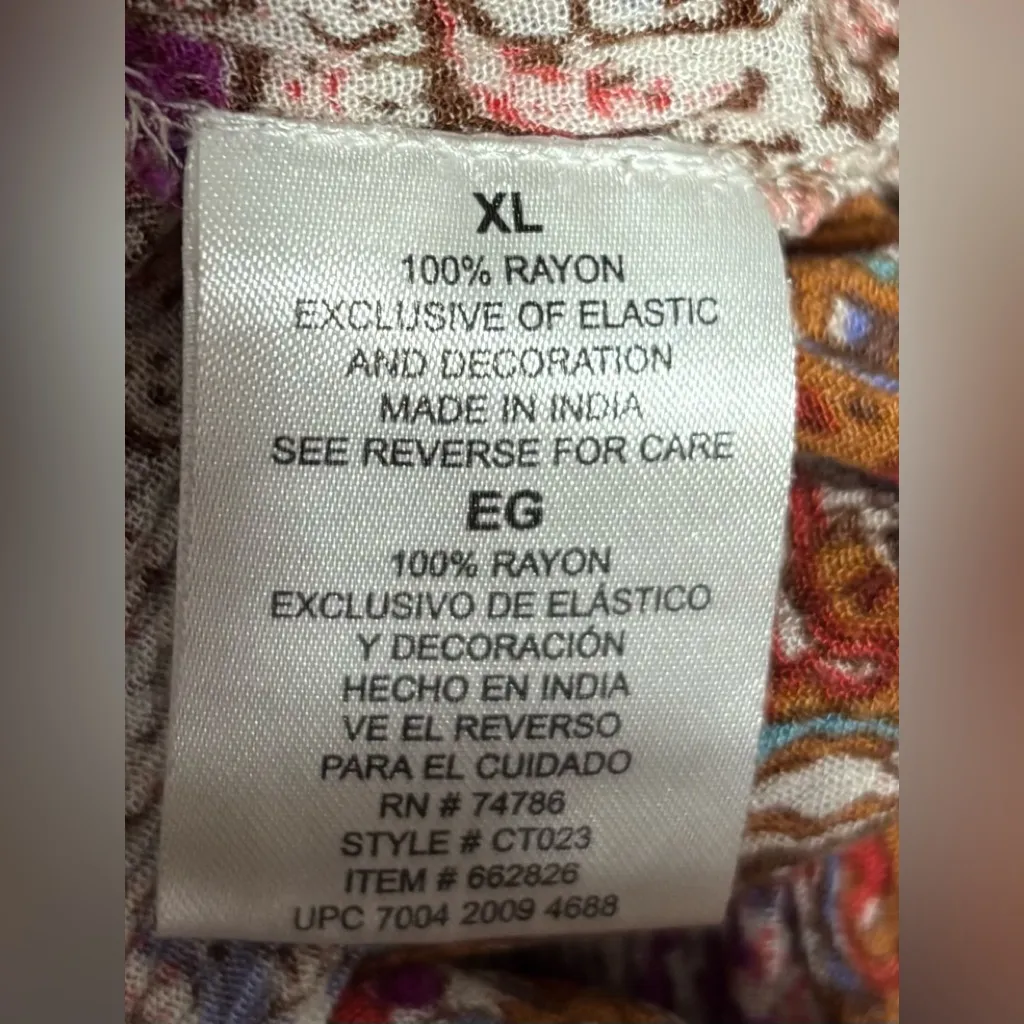 XL
100% RAYON
EXCLUSIVE OF ELASTIC
AND DECORATION
MADE IN INDIA
SEE REVERSE FOR CARE
EG
100% RAYON
EXCLUSIVO DE ELÁSTICO
Y DECORACIÓN
HECHO EN INDIA
VE EL REVERSO
PARA EL CUIDADO
RN # 74786
STYLE # CT023
ITEM # 662826
UPC 7004 2009 4688